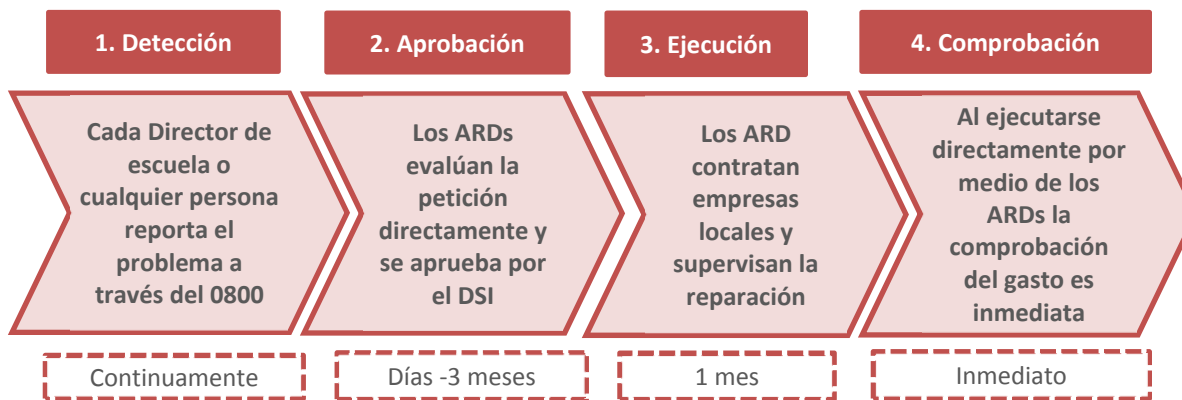 1. Detección
2. Aprobación
3. Ejecución
4. Comprobación
Cada Director de
escuela o
cualquier persona
reporta el
problema a
través del 0800
Los ARDs
evalúan la
petición
directamente y
se aprueba por
el DSI
Los ARD
contratan
empresas
locales y
supervisan la
reparación
Al ejecutarse
directamente por
medio de los
ARDs la
comprobación
del gasto es
inmediata
Continuamente
Días -3 meses
1 mes
Inmediato